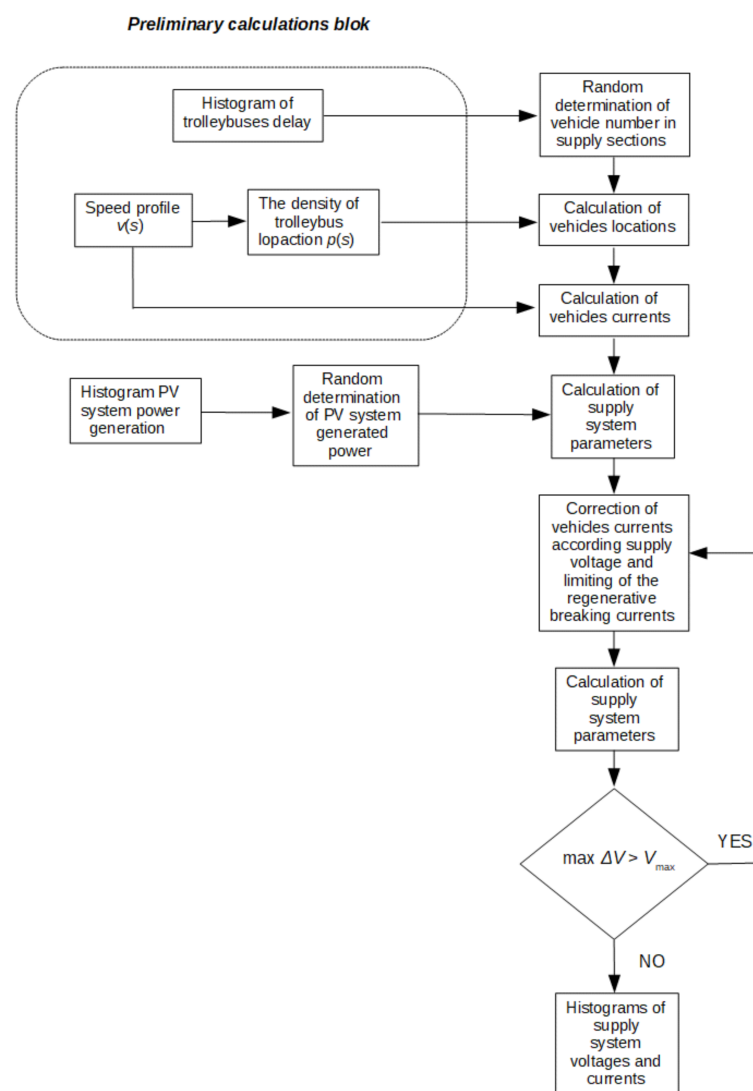 Preliminary calculations blok
Histogram of
trolleybuses delay
Random
determination of
vehicle number in
supply sections
Speed profile
v(s)
The density of
trolleybus
lopaction p(s)
Calculation of
vehicles locations
Calculation of
vehicles currents
Histogram PV
system power
generation
Random
determination
of PV system
generated
power
Calculation of
supply
system
parameters
Correction of
vehicles currents
according supply
voltage and
limiting of the
regenerative
breaking currents
Calculation of
supply
system
parameters
max ΔV > Vmax
YES
NO
Histograms of
supply
system
voltages and
currents